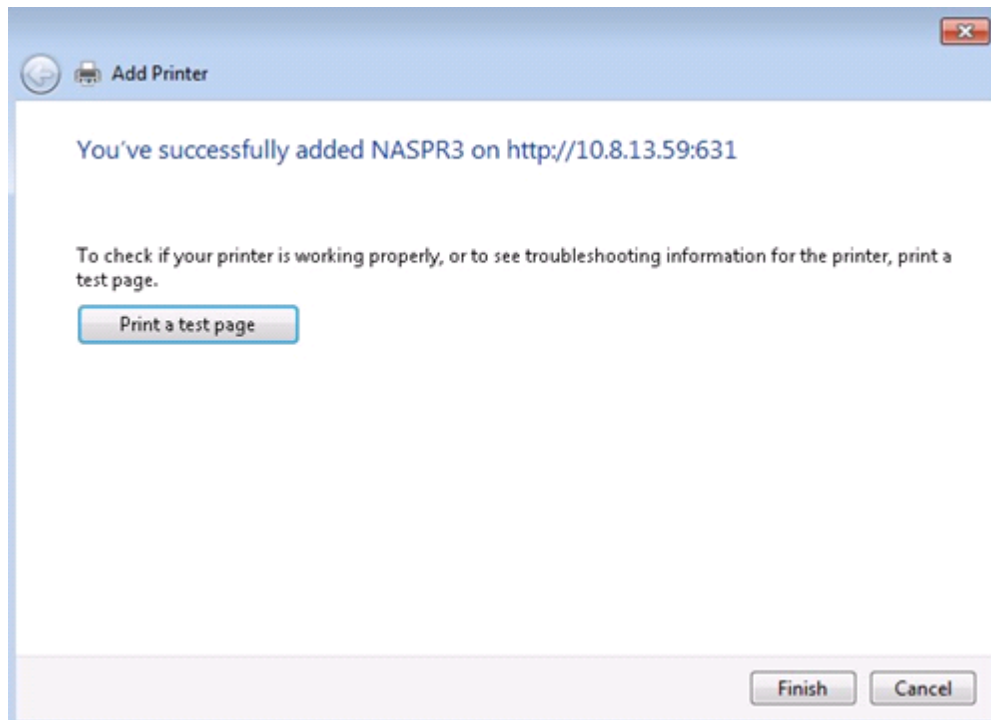 Add Printer
You've successfully added NASPR3 on http://10.8.13.59:631
To check if your printer is working properly, or to see troubleshooting information for the printer, print a
test page.
Print a test page
Finish
Cancel